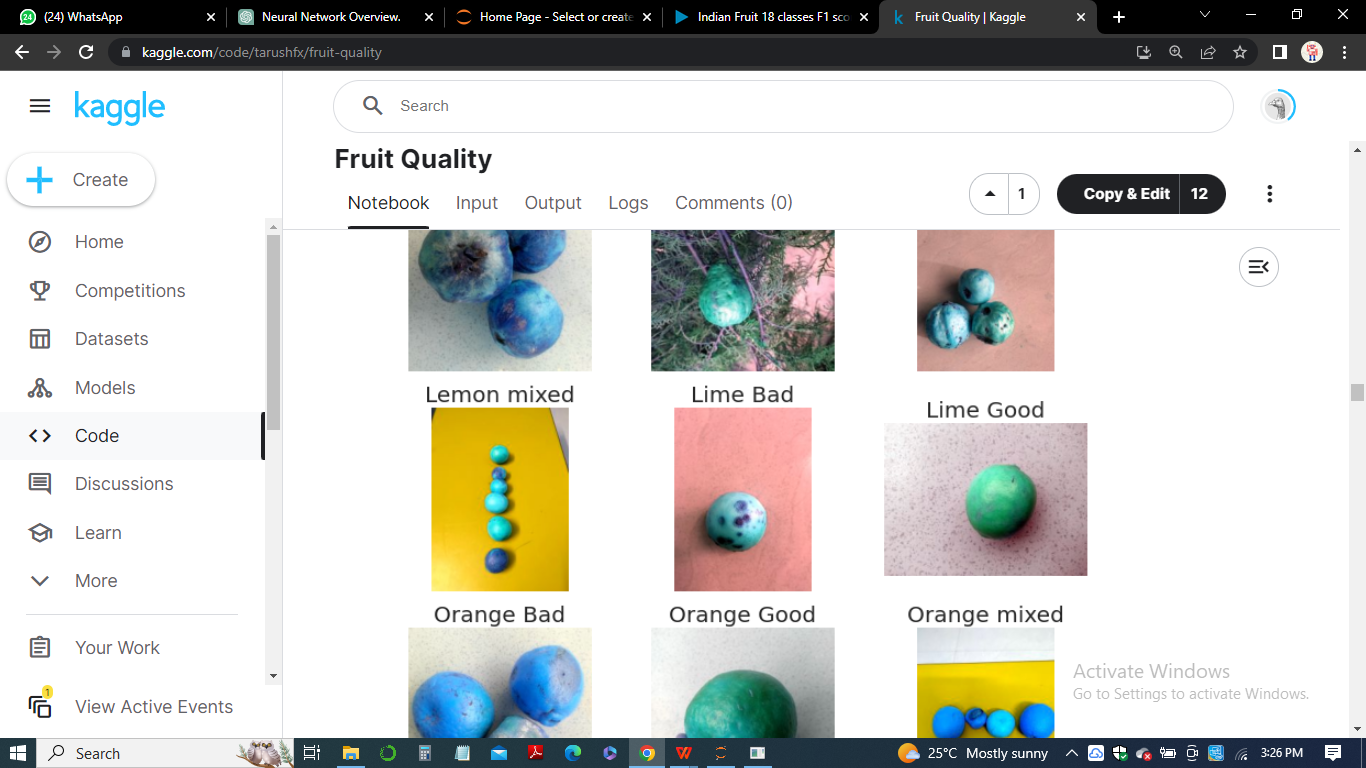 24
(24) WhatsApp
Neural Network Overview.
Home Page - Select or create
Indian Fruit 18 classes F1 sco
k
Fruit Quality | Kaggle
kaggle.com/code/tarushfx/fruit-quality
kaggle
Search
Create
Fruit Quality
1
Copy & Edit
12
Notebook
Input
Output
Logs
Comments (0)
Home
Competitions
Datasets
Models
Code
Discussions
Learn
More
Your Work
1
View Active Events
Lemon mixed
Lime Bad
Lime Good
Orange Bad
Orange Good
Orange mixed
Activate Windows
Go to Settings to activate Windows.
Search
25°C Mostly sunny
3:26 PM